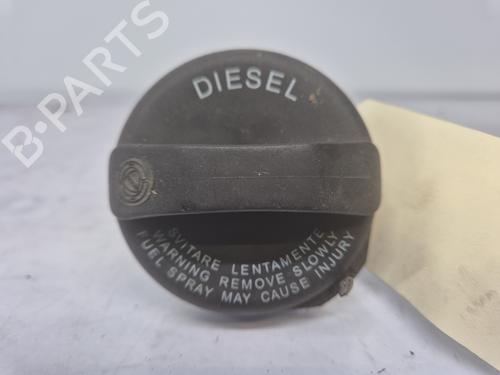 B-PARTS
DIESEL
SVITARE LENTAMENTE
WARNING REMOVE SLOWLY
FUEL SPRAY MAY CAUSE INJURY